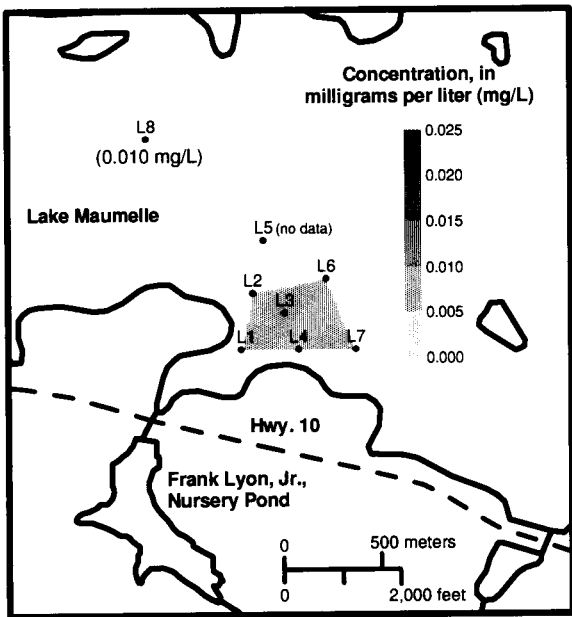 Concentration, in
milligrams per liter (mg/L)
0.025
0.020
0.015
0.010
0.005
0.000
L8
(0.010 mg/L)
Lake Maumelle
L5 (no data)
L6
L2
L3
L1
L4
L7
Hwy. 10
Frank Lyon, Jr.,
Nursery Pond
0 500 meters
0 2,000 feet